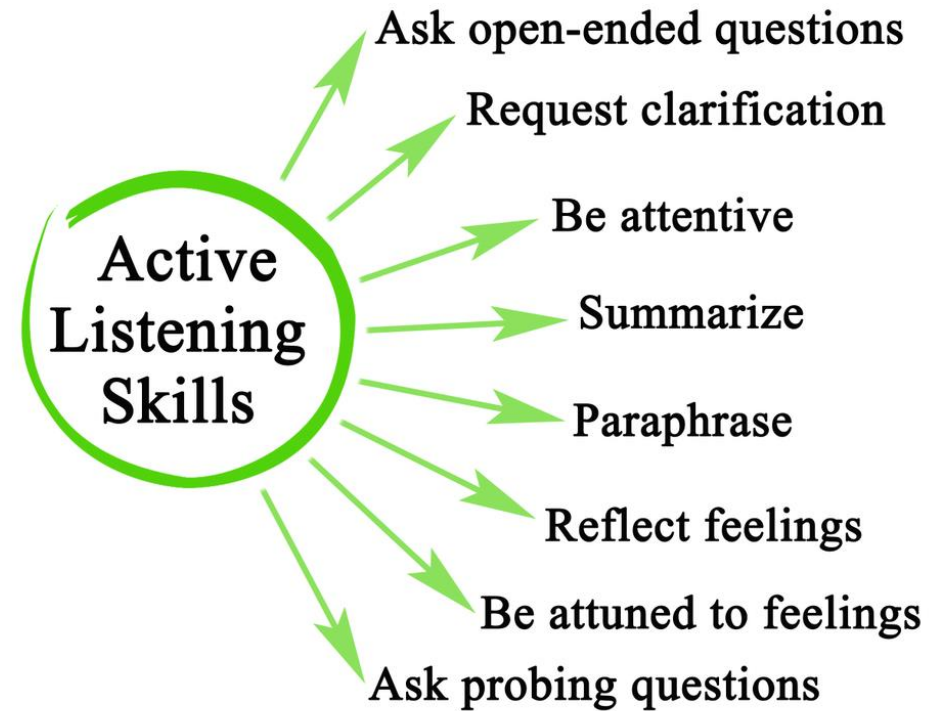 Active
Listening
Skills
Ask open-ended questions
Request clarification
Be attentive
Summarize
Paraphrase
Reflect feelings
Be attuned to feelings
Ask probing questions